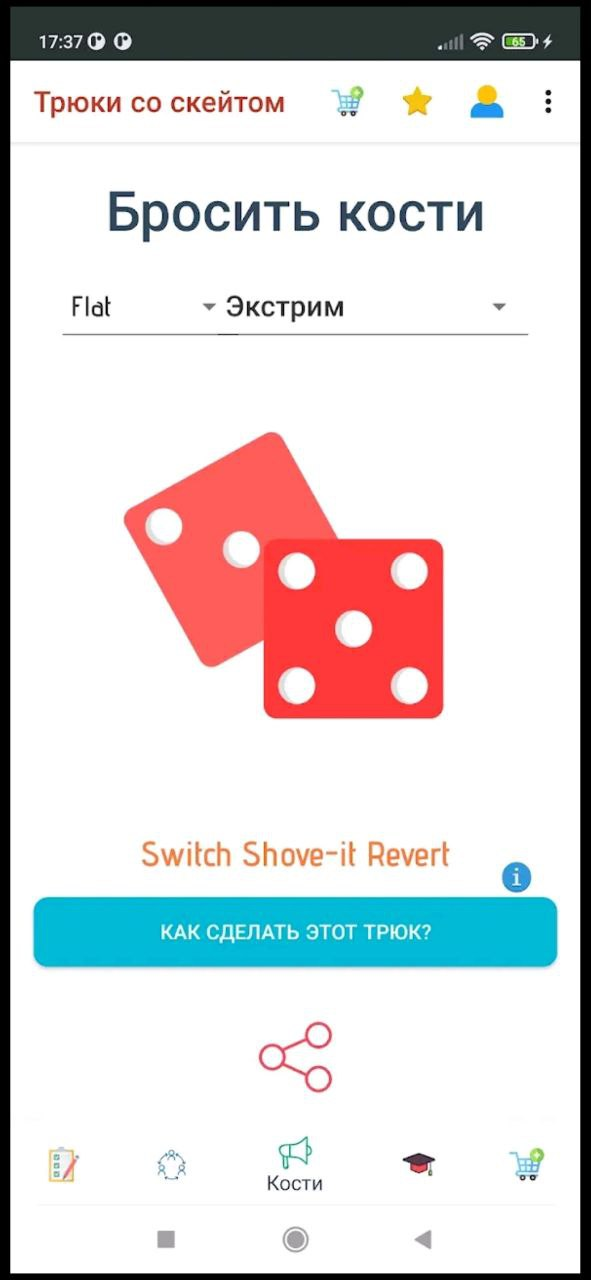 17:37
65
Трюки со скейтом
Бросить кости
Flat
Экстрим
Switch Shove-it Revert
i
КАК СДЕЛАТЬ ЭТОТ ТРЮК?
Кости